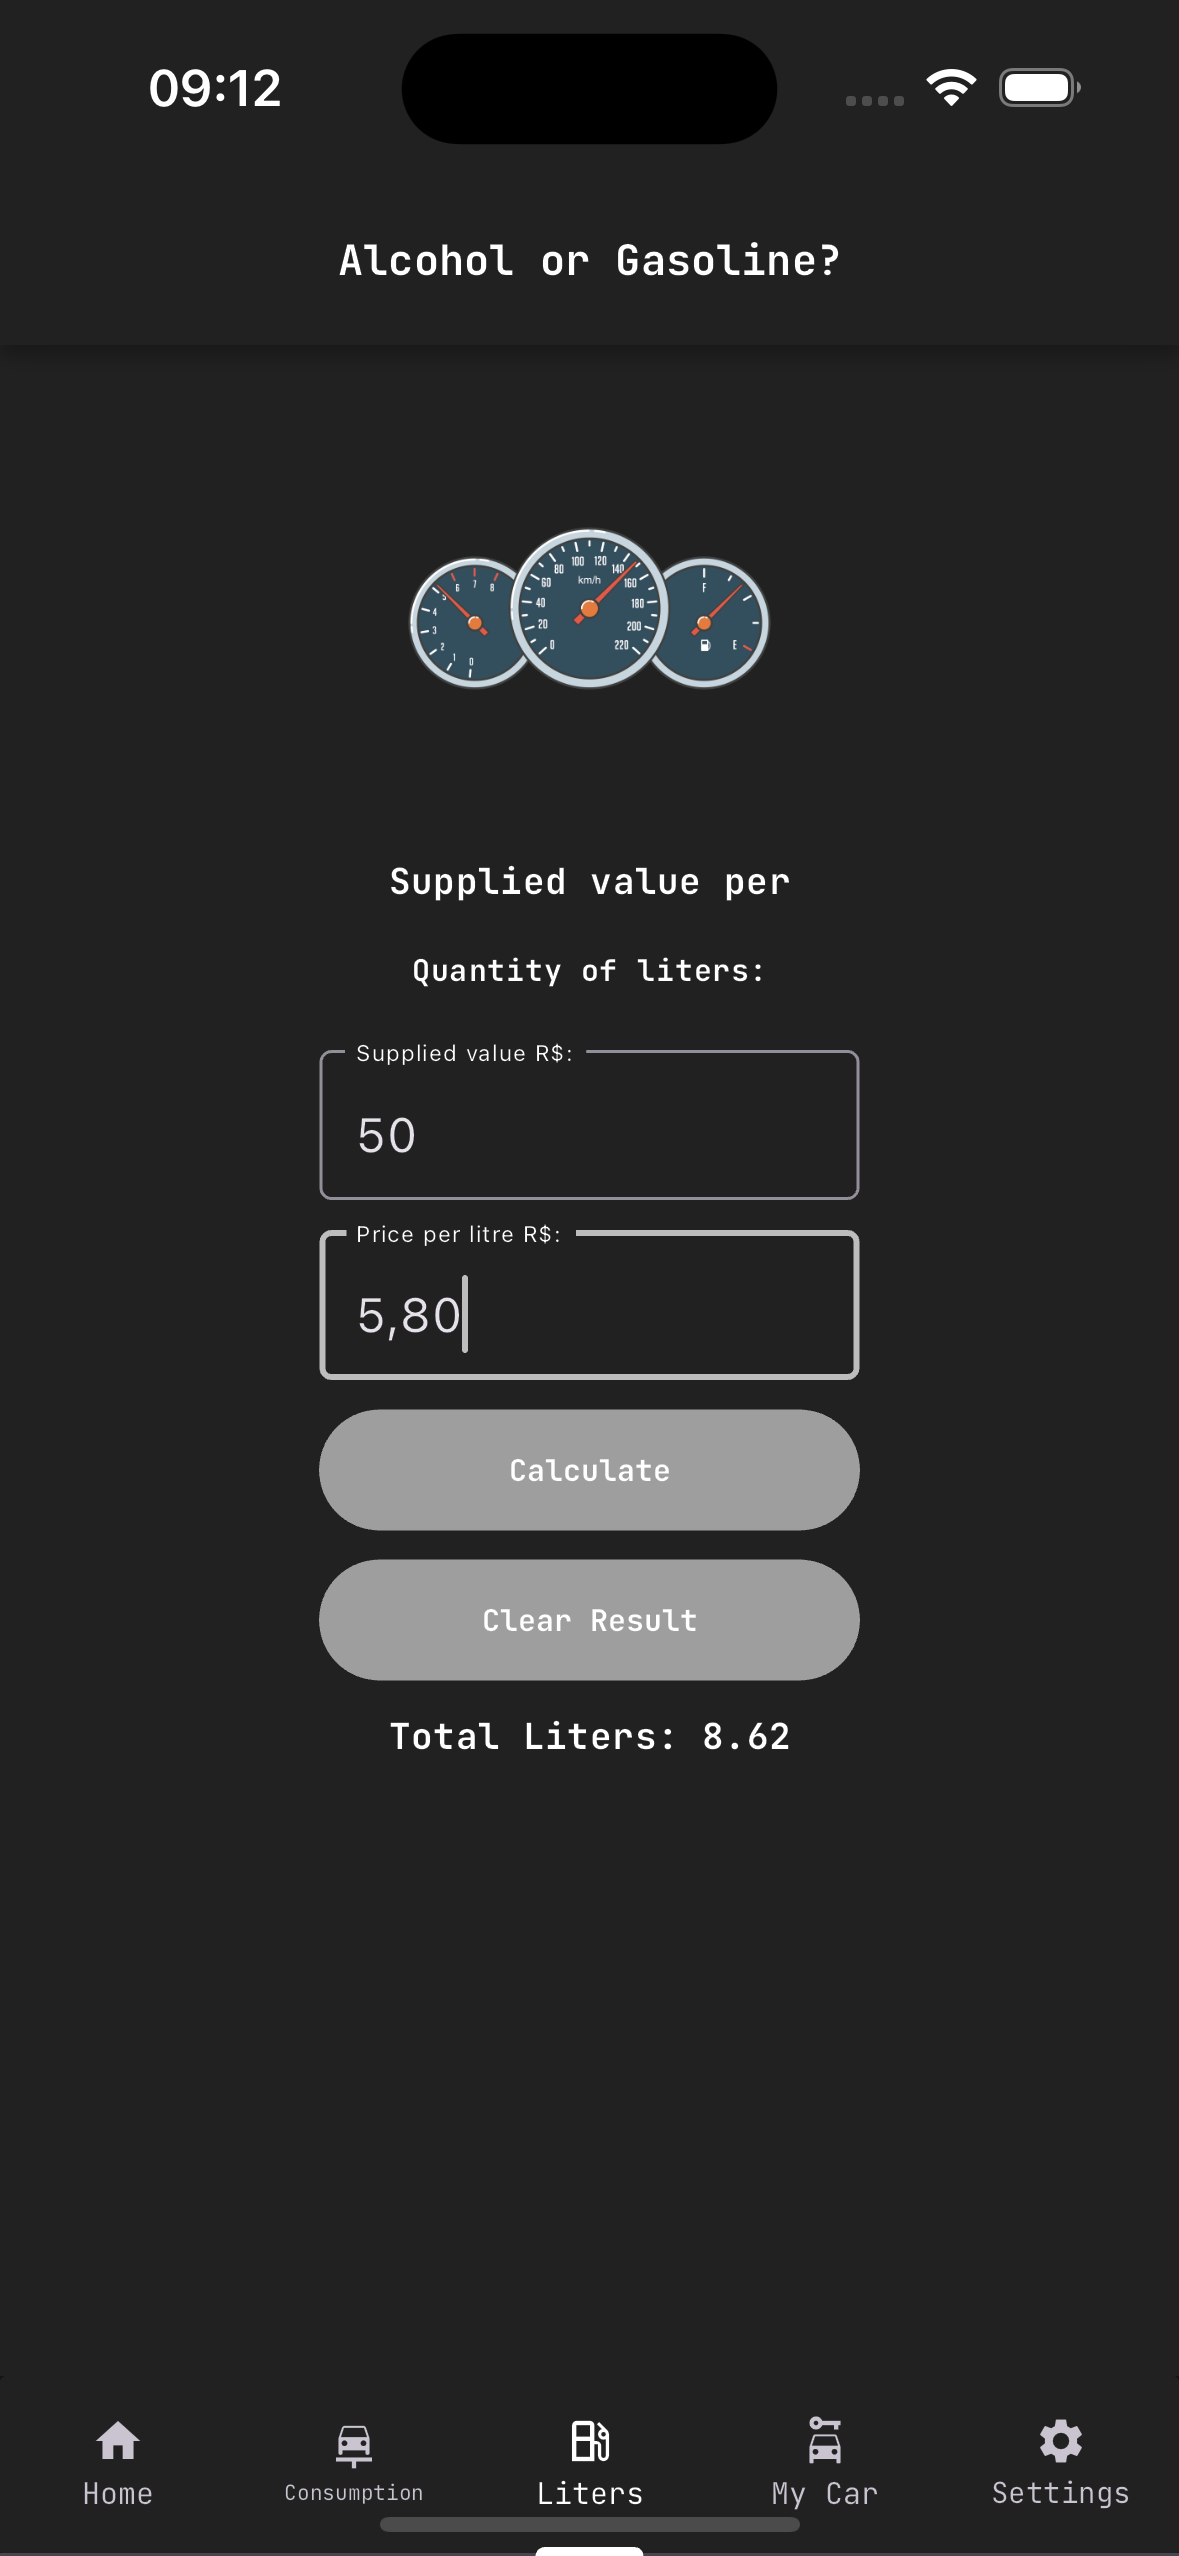 09:12
Alcohol or Gasoline?
5 6 7 8
4
3
2
1 0
80 100 120 140
60 km/h 160
40 180
20 200
0 220
F
E
Supplied value per
Quantity of liters:
Supplied value R$:
50
Price per litre R$:
5,80
Calculate
Clear Result
Total Liters: 8.62
Home
Consumption
Liters
My Car
Settings